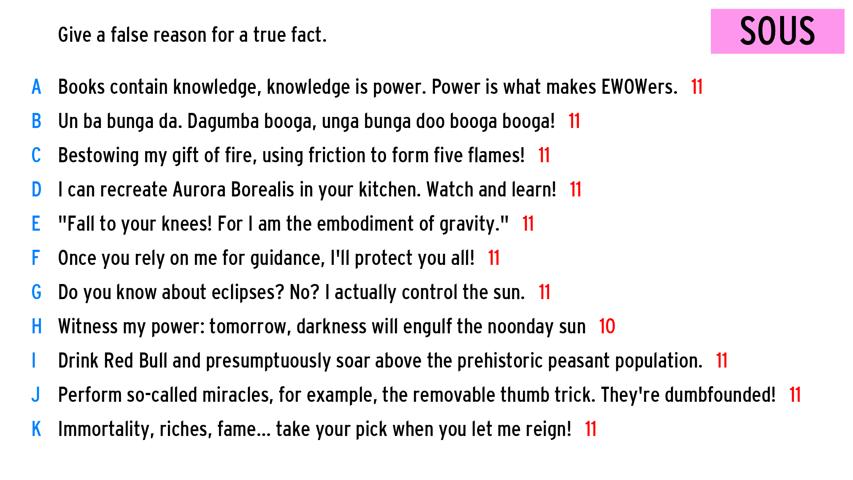 Give a false reason for a true fact.
SOUS
A Books contain knowledge, knowledge is power. Power is what makes EWOWers. 11
B Un ba bunga da. Dagumba booga, unga bunga doo booga booga! 11
C Bestowing my gift of fire, using friction to form five flames! 11
D I can recreate Aurora Borealis in your kitchen. Watch and learn! 11
E "Fall to your knees! For I am the embodiment of gravity." 11
F Once you rely on me for guidance, I'll protect you all! 11
G Do you know about eclipses? No? I actually control the sun. 11
H Witness my power: tomorrow, darkness will engulf the noonday sun 10
I Drink Red Bull and presumptuously soar above the prehistoric peasant population. 11
J Perform so-called miracles, for example, the removable thumb trick. They're dumbfounded! 11
K Immortality, riches, fame... take your pick when you let me reign! 11